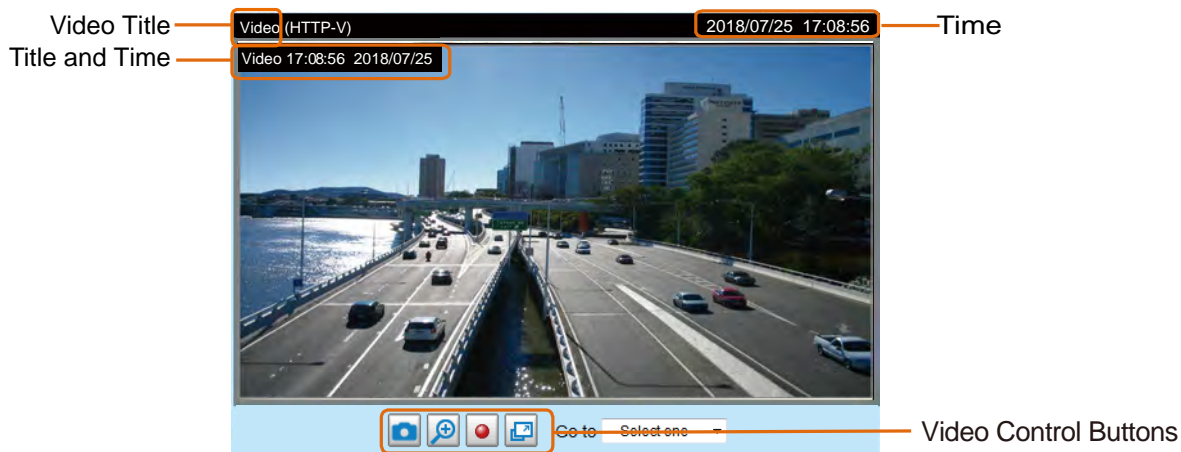 Video Title
Video (HTTP-V)
2018/07/25 17:08:56
Time
Title and Time
Video 17:08:56 2018/07/25
Go to
Select one
Video Control Buttons